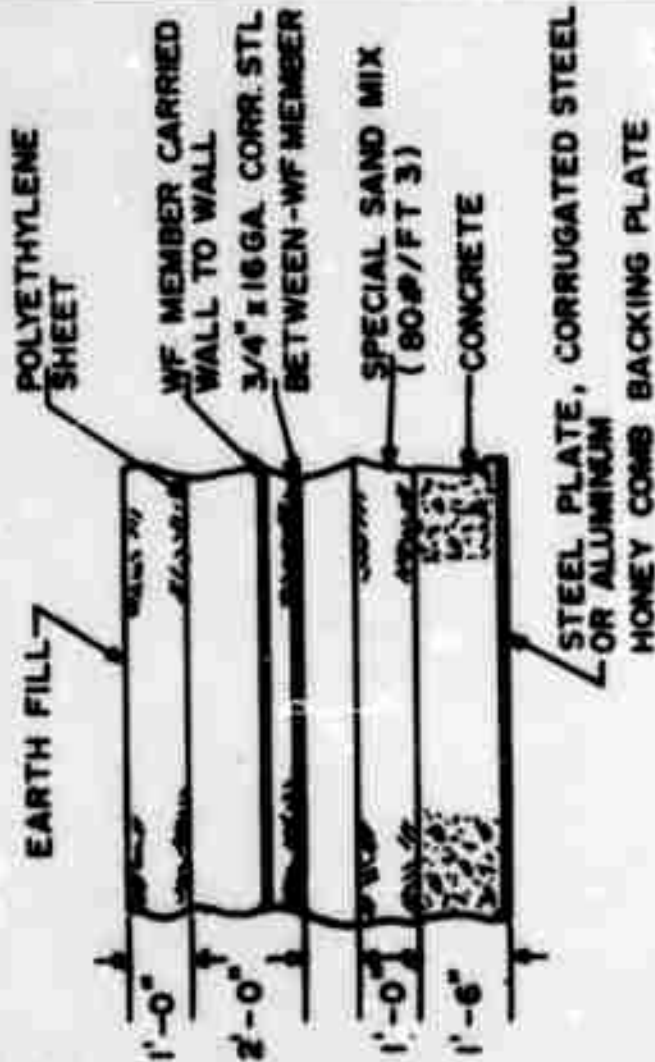 EARTH FILL
POLYETHYLENE
SHEET
WF MEMBER CARRIED
WALL TO WALL
3/4" x 16GA. CORR. STL
BETWEEN-WF MEMBER
SPECIAL SAND MIX
(80#/FT 3)
CONCRETE
STEEL PLATE, CORRUGATED STEEL
OR ALUMINUM
HONEY COMB BACKING PLATE
1'-0"
2'-0"
1'-0"
1'-6"